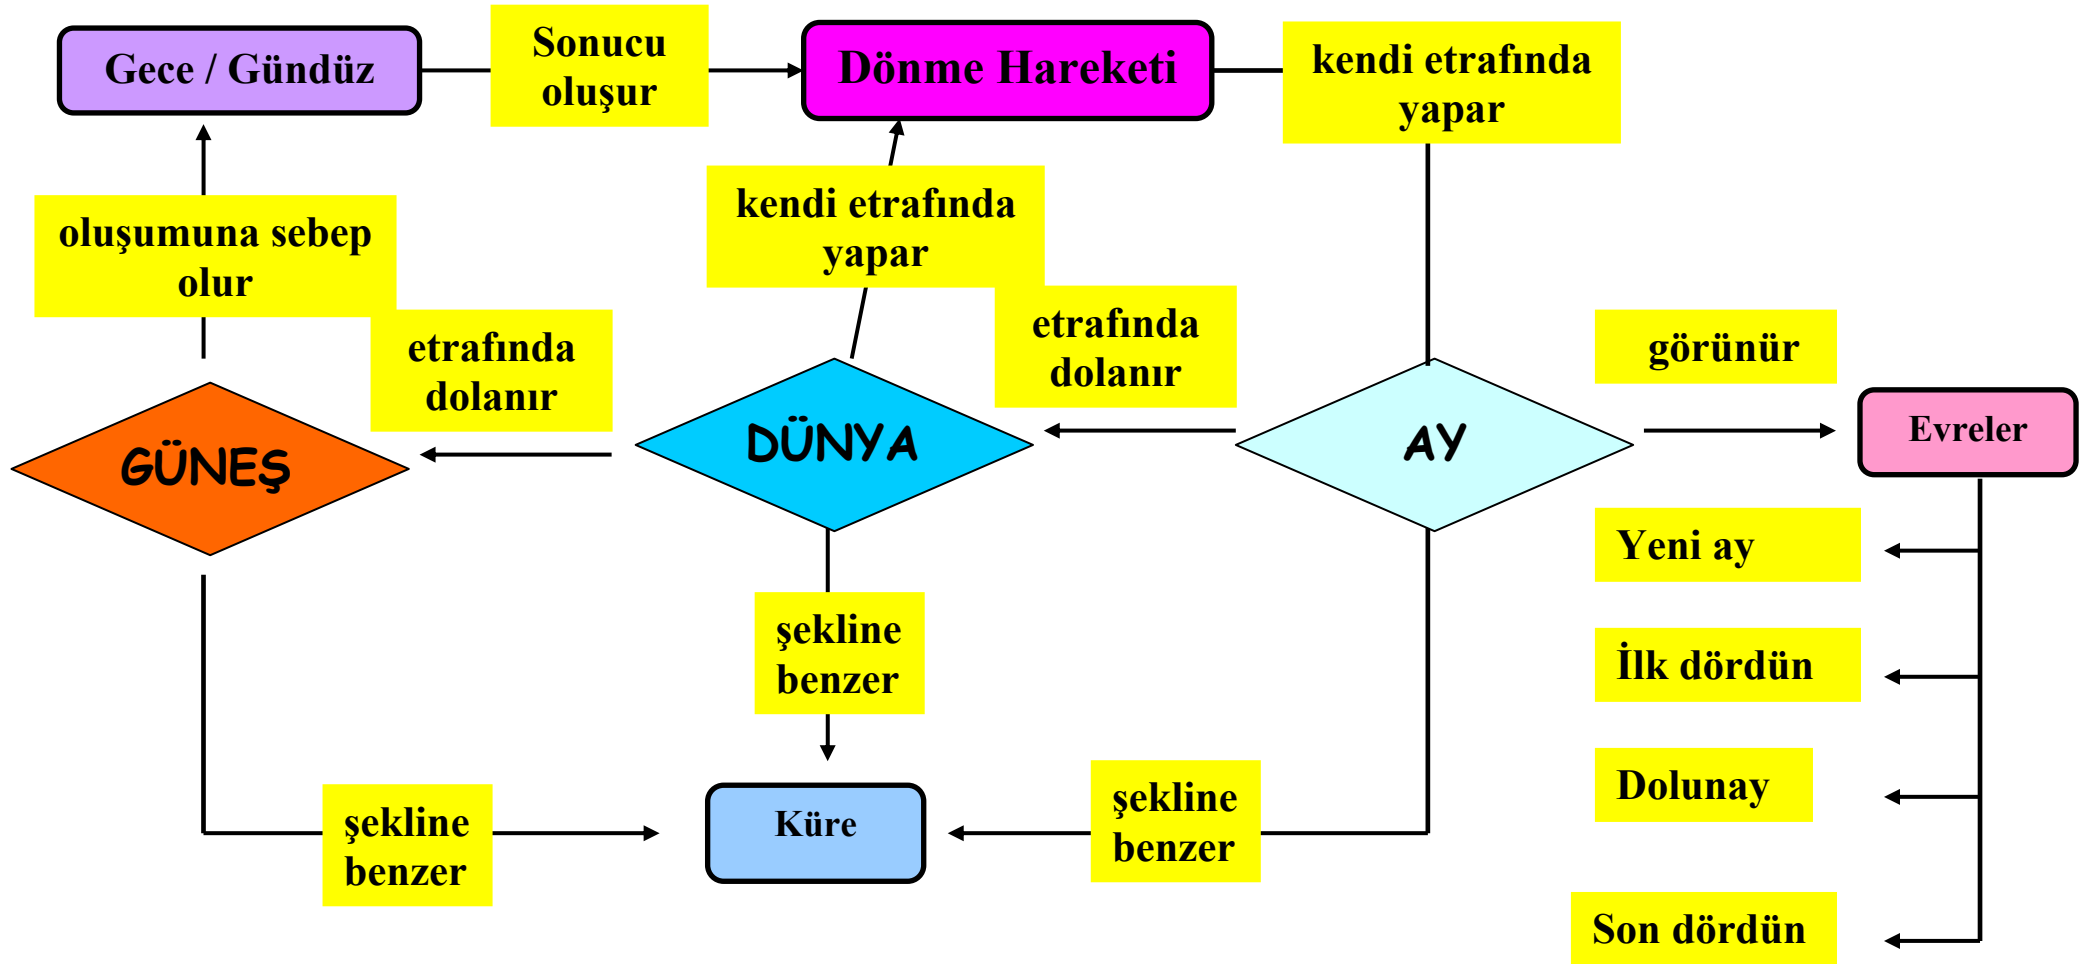 Gece / Gündüz
Sonucu
oluşur
Dönme Hareketi
kendi etrafında
yapar
oluşumuna sebep
olur
kendi etrafında
yapar
etrafında
dolanır
etrafında
dolanır
görünür
GÜNEŞ
DÜNYA
AY
Evreler
Yeni ay
İlk dördün
Dolunay
Son dördün
şekline
benzer
şekline
benzer
Küre
şekline
benzer